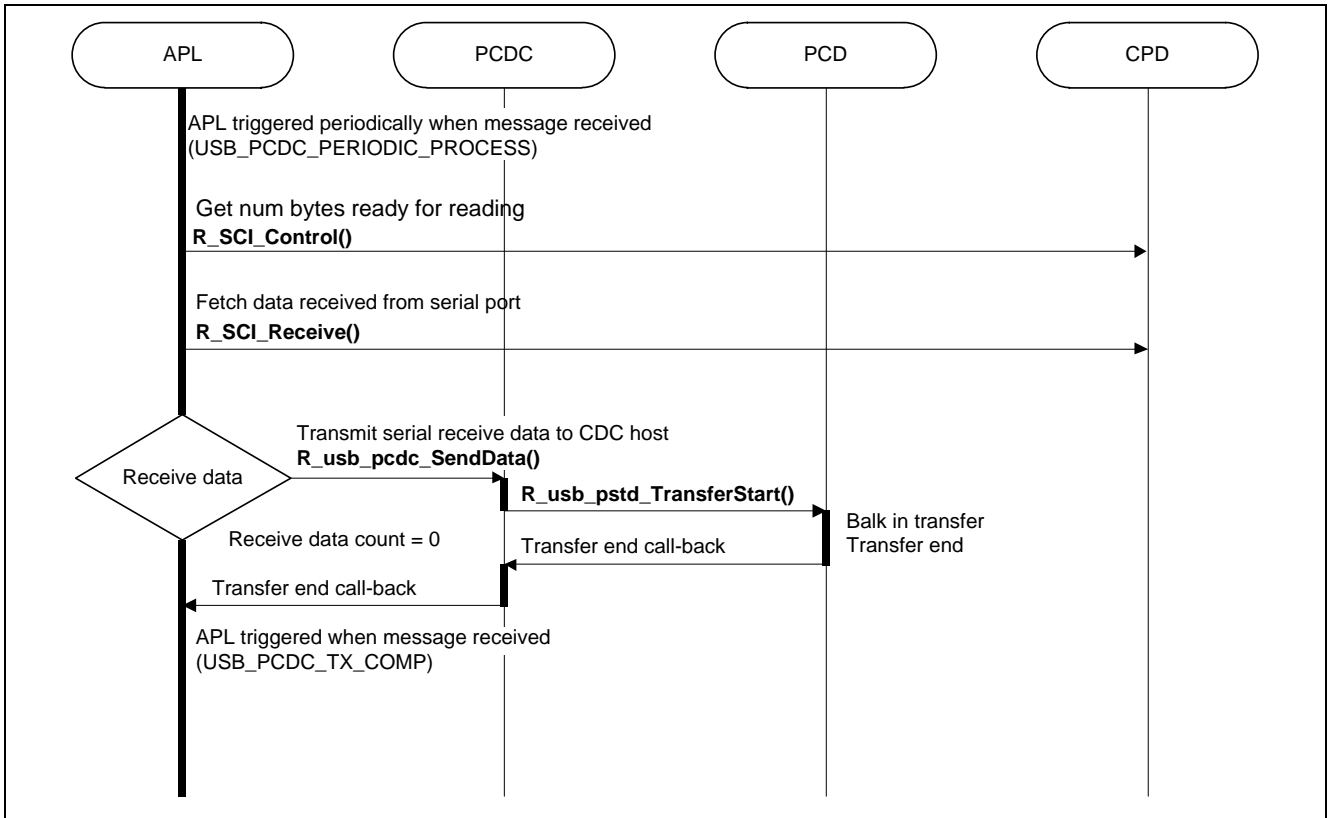 APL
PCDC
PCD
CPD
APL triggered periodically when message received
(USB_PCDC_PERIODIC_PROCESS)
Get num bytes ready for reading
R_SCI_Control()
Fetch data received from serial port
R_SCI_Receive()
Transmit serial receive data to CDC host
R_usb_pcdc_SendData()
Receive data
R_usb_pstd_TransferStart()
Balk in transfer
Transfer end
Receive data count = 0
Transfer end call-back
Transfer end call-back
APL triggered when message received
(USB_PCDC_TX_COMP)